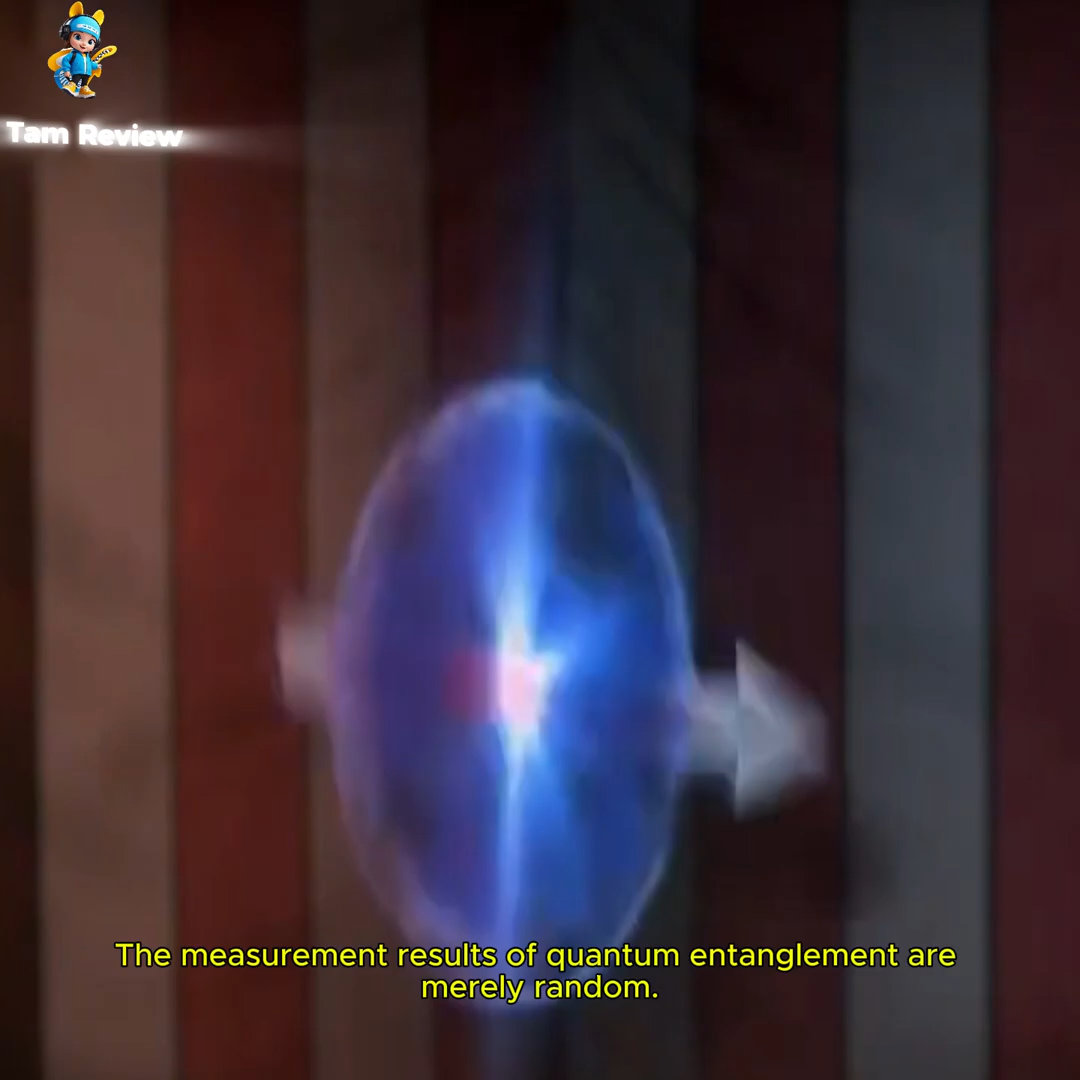 Tam Review
The measurement results of quantum entanglement are
merely random.